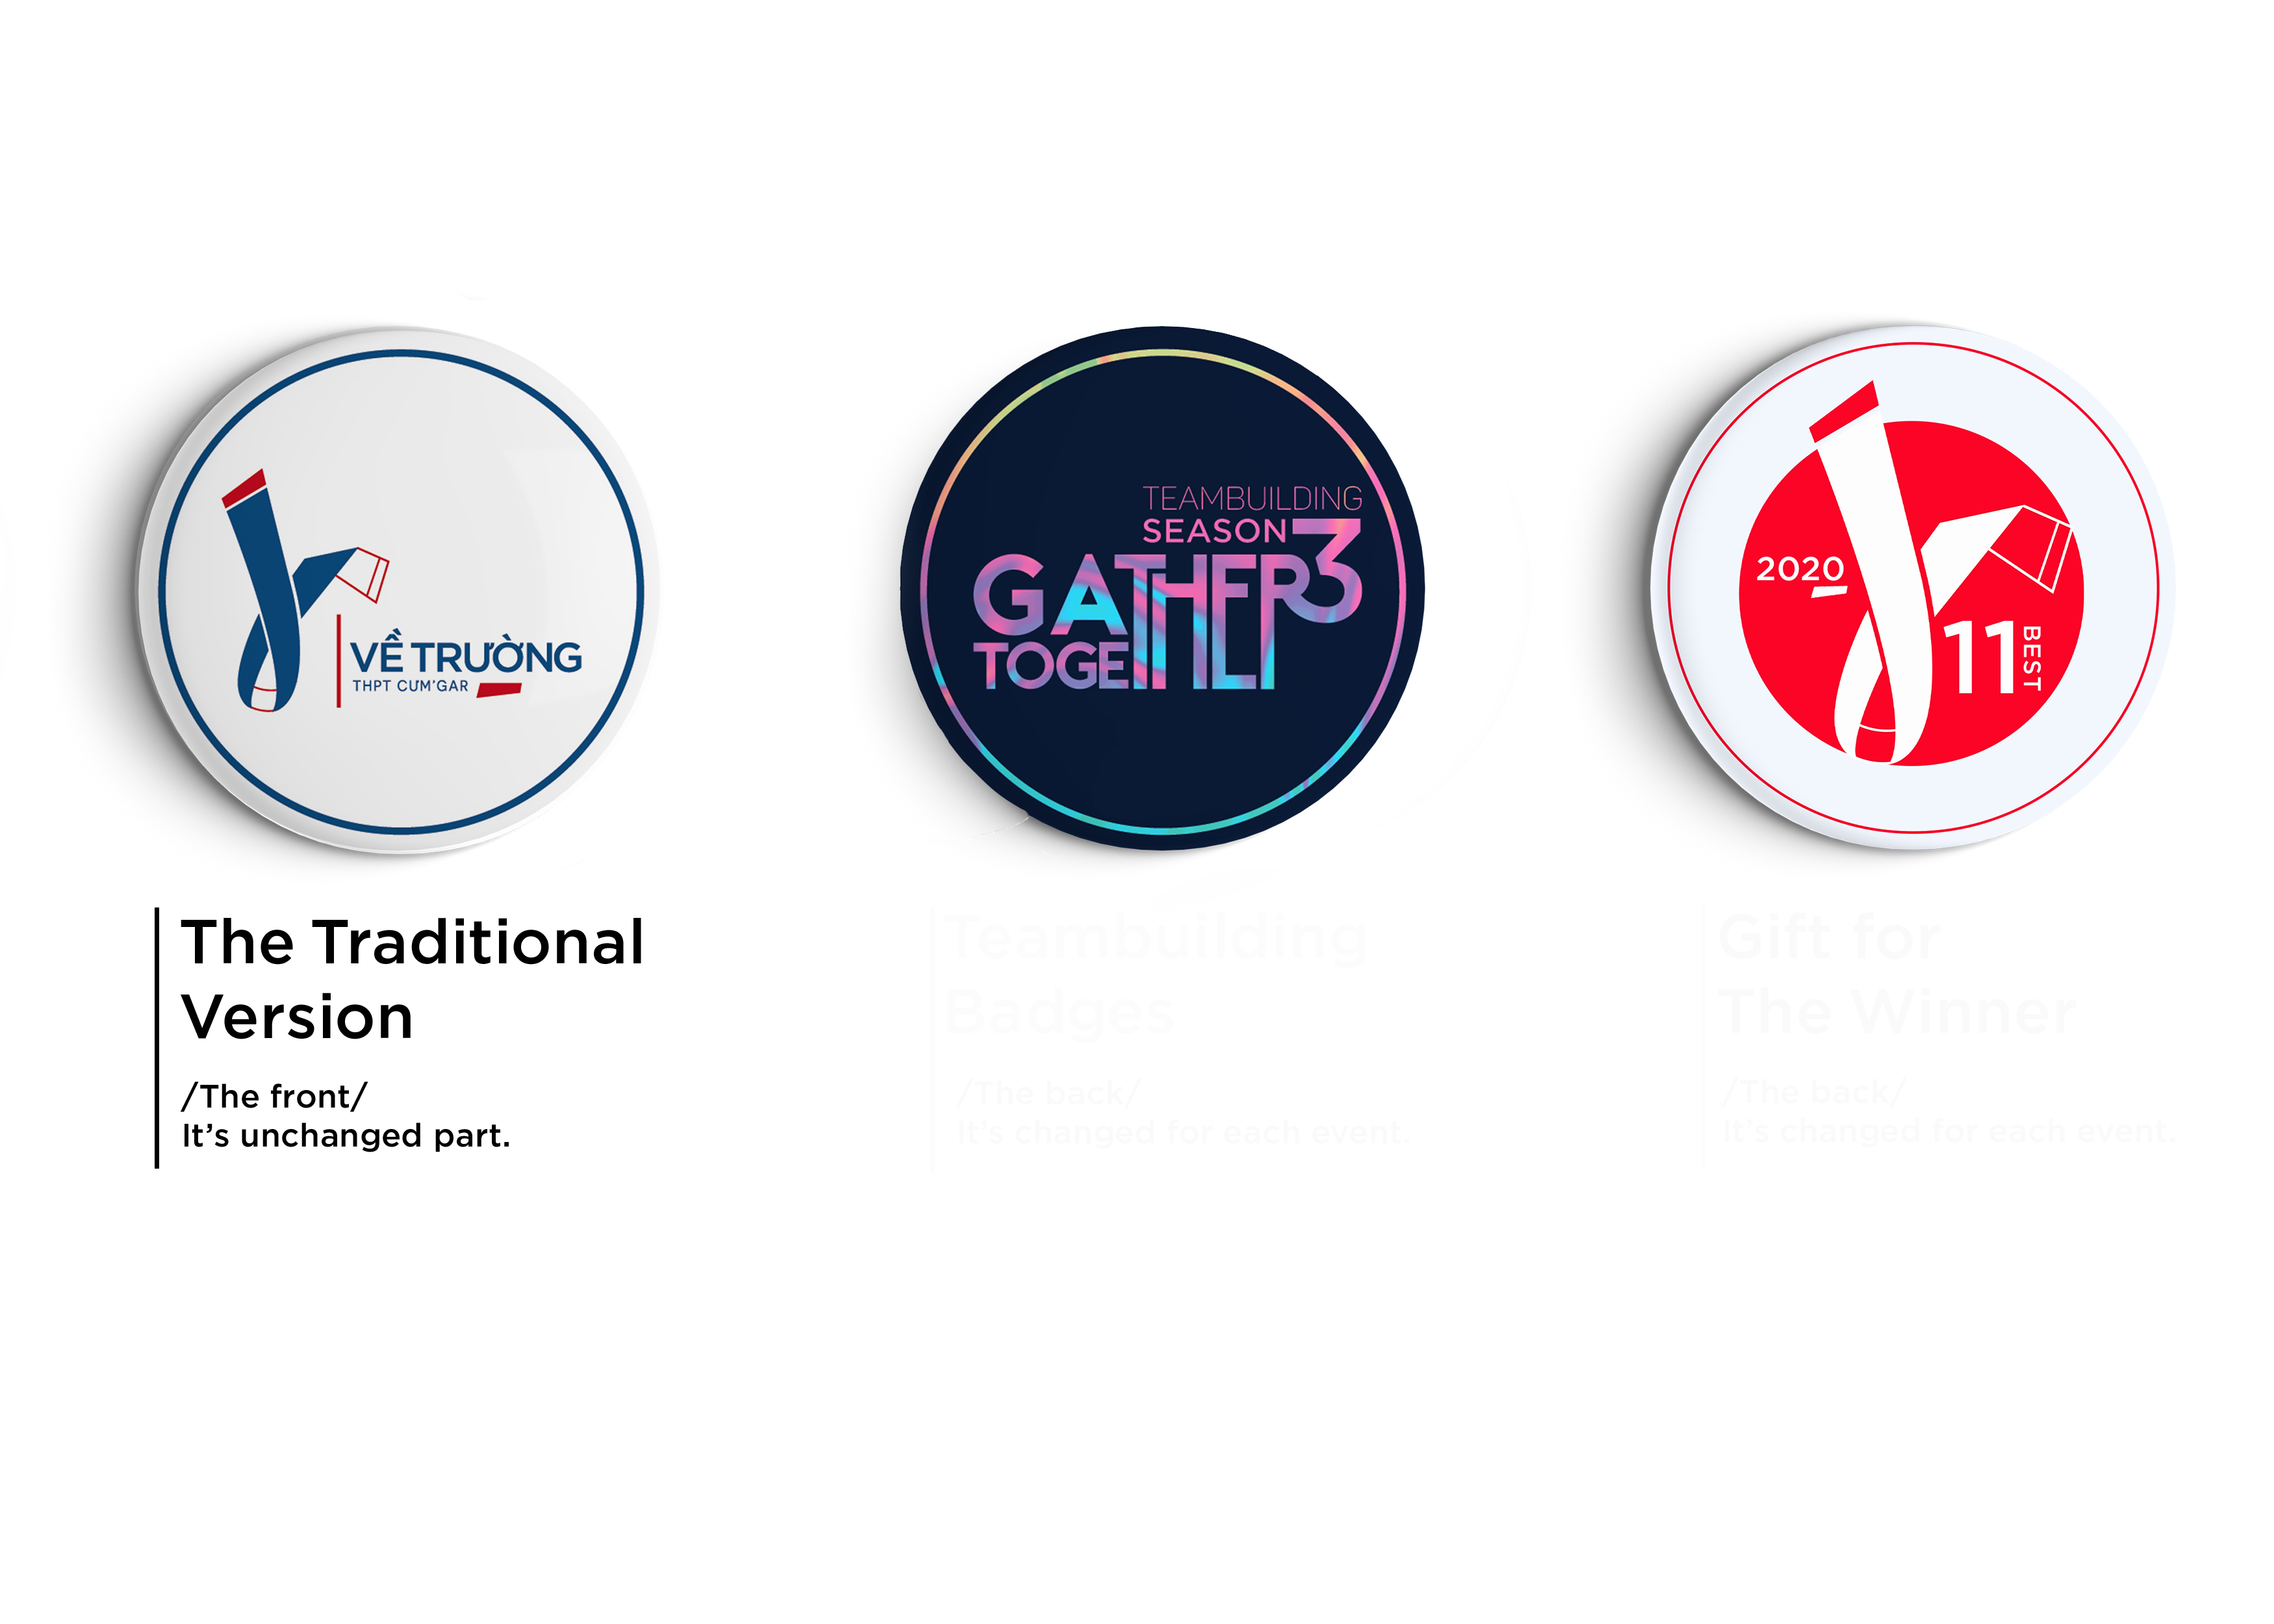 VỀ TRƯỜNG
THPT CƯM'GAR
The Traditional
Version
/The front/
It's unchanged part.
TEAMBUILDING
SEASON 3
GATHER
TOGETHER
Teambuilding
Badges
/The back/
It's changed for each event.
2020
11
BEST
Gift for
The Winner
/The back/
It's changed for each event.